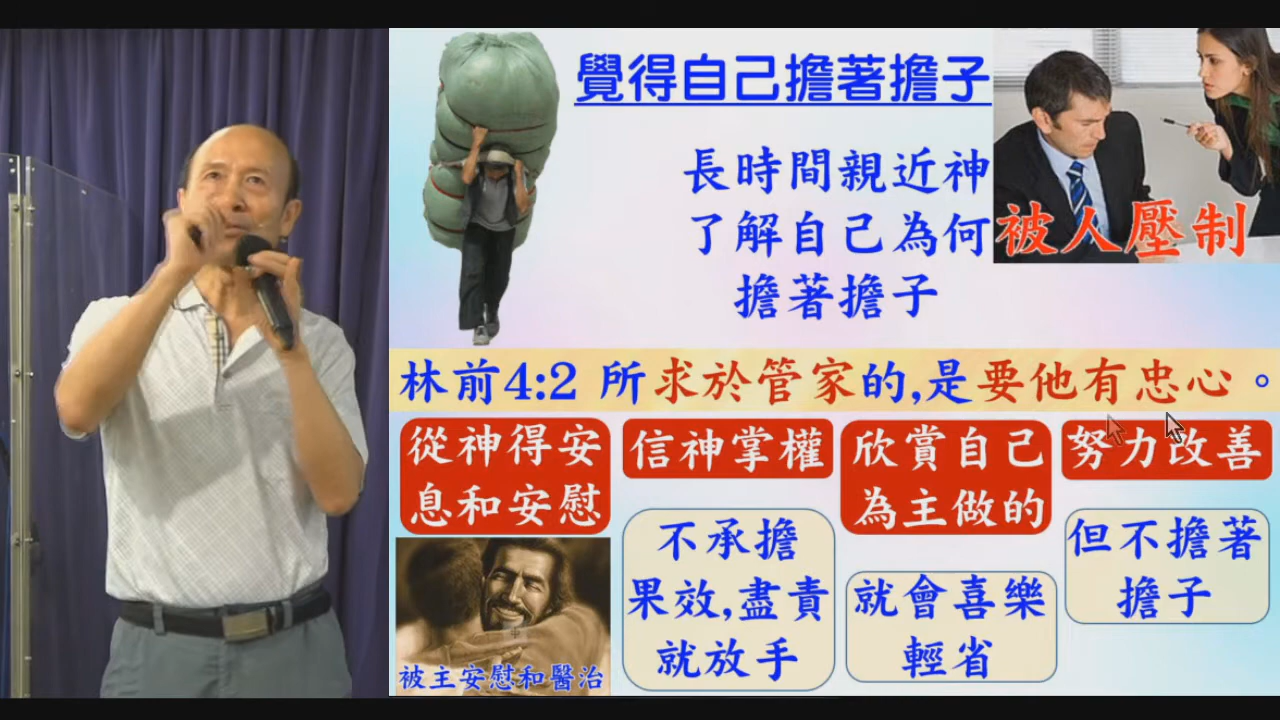 覺得自己擔著擔子
長時間親近神
了解自己為何
擔著擔子
被人壓制
林前4:2 所求於管家的,是要他有忠心。
從神得安
息和安慰
信神掌權
欣賞自己
為主做的
努力改善
不承擔
果效,盡責
就放手
就會喜樂
輕省
但不擔著
擔子
被主安慰和醫治